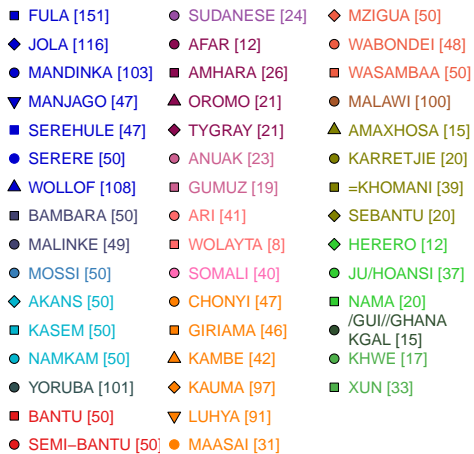 FULA [151]
JOLA [116]
MANDINKA [103]
MANJAGO [47]
SEREHULE [47]
SERERE [50]
WOLLOF [108]
BAMBARA [50]
MALINKE [49]
MOSSI [50]
AKANS [50]
KASEM [50]
NAMKAM [50]
YORUBA [101]
BANTU [50]
SEMI−BANTU [50]
SUDANESE [24]
AFAR [12]
AMHARA [26]
OROMO [21]
TYGRAY [21]
ANUAK [23]
GUMUZ [19]
ARI [41]
WOLAYTA [8]
SOMALI [40]
CHONYI [47]
GIRIAMA [46]
KAMBE [42]
KAUMA [97]
LUHYA [91]
MAASAI [31]
MZIGUA [50]
WABONDEI [48]
WASAMBAA [50]
MALAWI [100]
AMAXHOSA [15]
KARRETJIE [20]
=KHOMANI [39]
SEBANTU [20]
HERERO [12]
JU/HOANSI [37]
NAMA [20]
/GUI//GHANA
KGAL [15]
KHWE [17]
XUN [33]